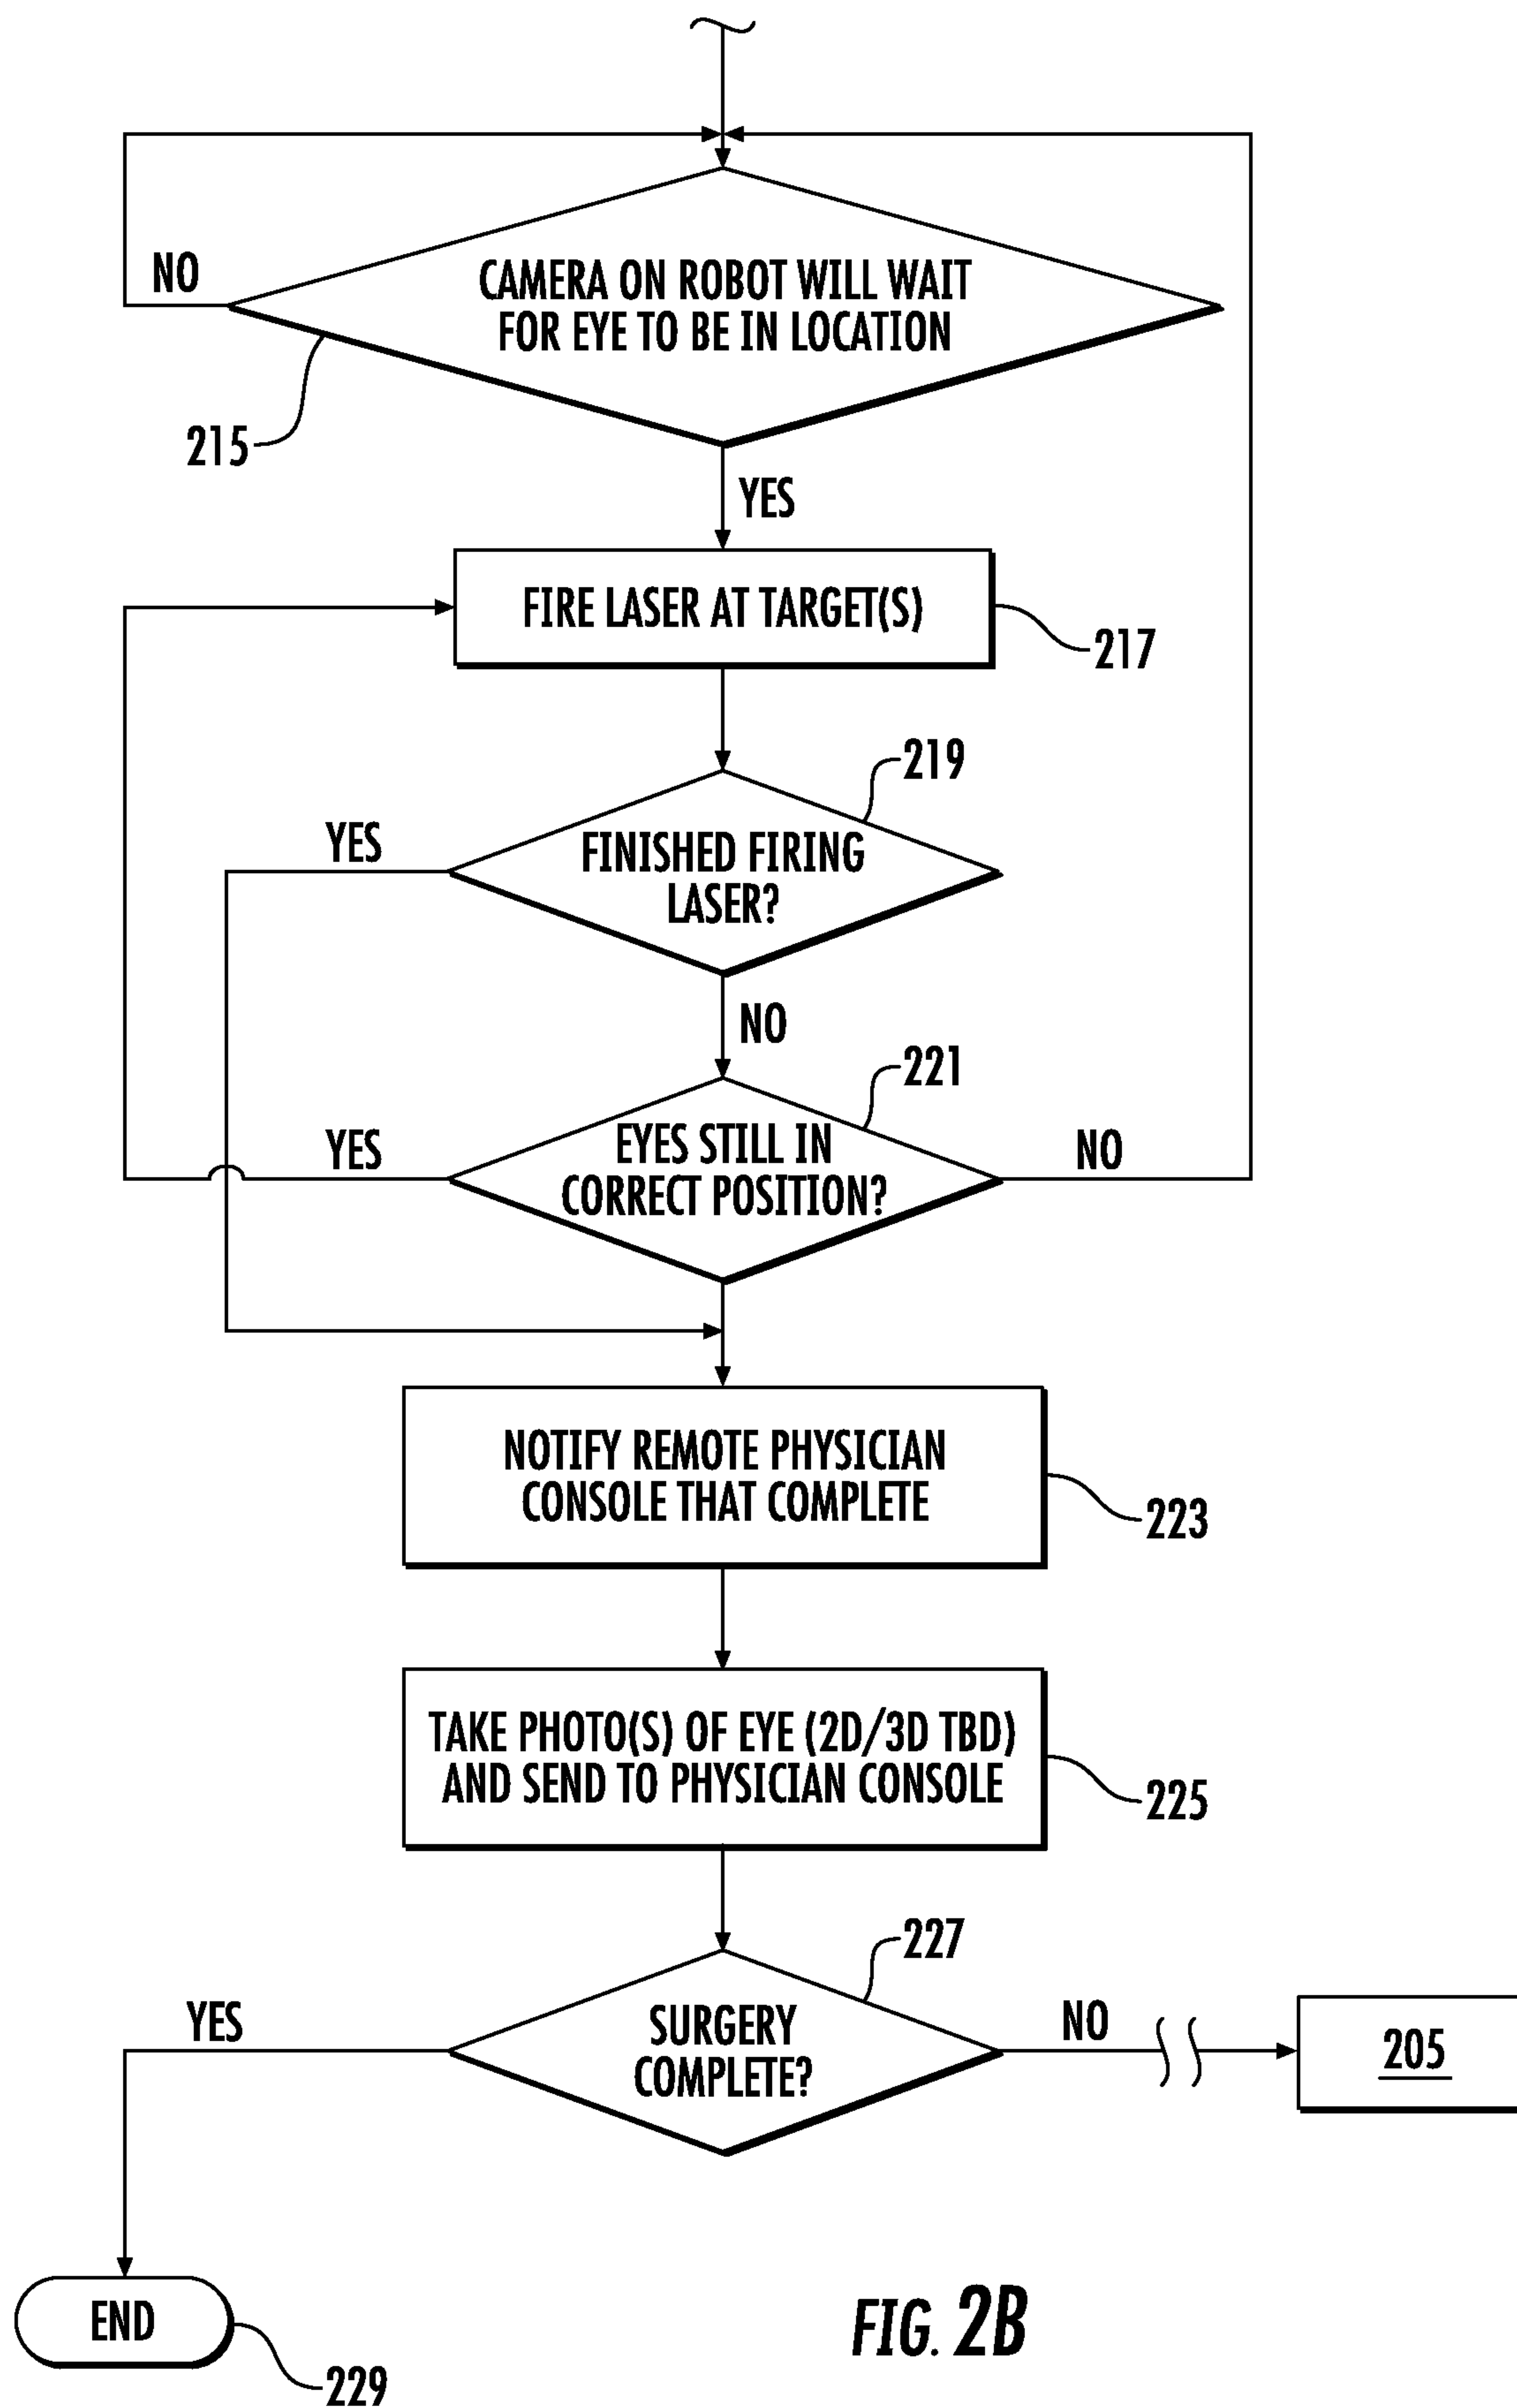 CAMERA ON ROBOT WILL WAIT
FOR EYE TO BE IN LOCATION
NO
215
YES
FIRE LASER AT TARGET(S)
217
219
YES
FINISHED FIRING
LASER?
NO
221
YES
EYES STILL IN
CORRECT POSITION?
NO
NOTIFY REMOTE PHYSICIAN
CONSOLE THAT COMPLETE
223
TAKE PHOTO(S) OF EYE (2D/3D TBD)
AND SEND TO PHYSICIAN CONSOLE
225
227
YES
SURGERY
COMPLETE?
NO
205
END
229
FIG. 2B